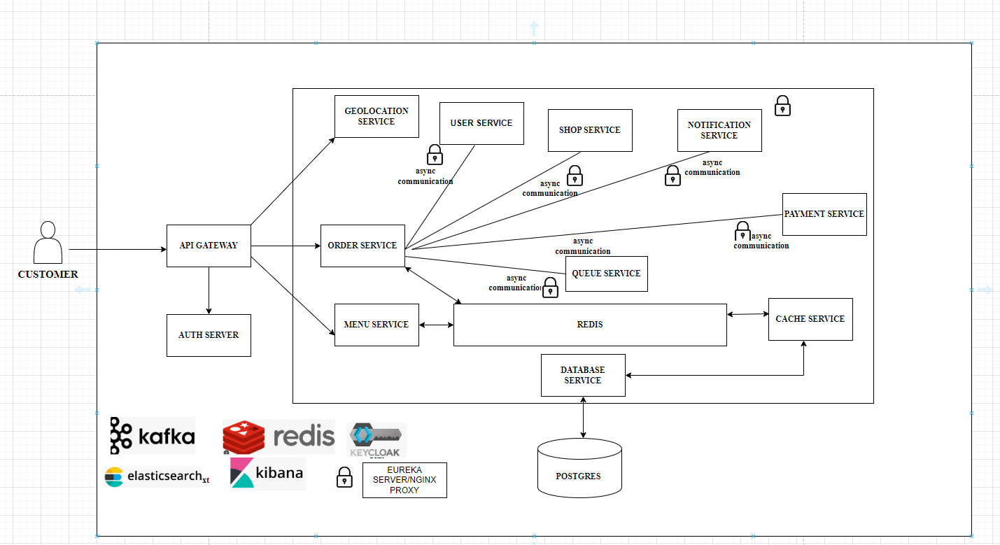 GEOLOCATION
SERVICE
USER SERVICE
SHOP SERVICE
NOTIFICATION
SERVICE
async
communication
async
communication
async
communication
PAYMENT SERVICE
async
communication
API GATEWAY
ORDER SERVICE
async
communication
QUEUE SERVICE
async
communication
CUSTOMER
AUTH SERVER
MENU SERVICE
REDIS
CACHE SERVICE
DATABASE
SERVICE
kafka
redis
KEYCLOAK
elasticsearch
xt
kibana
EUREKA
SERVER/NGINX
PROXY
POSTGRES